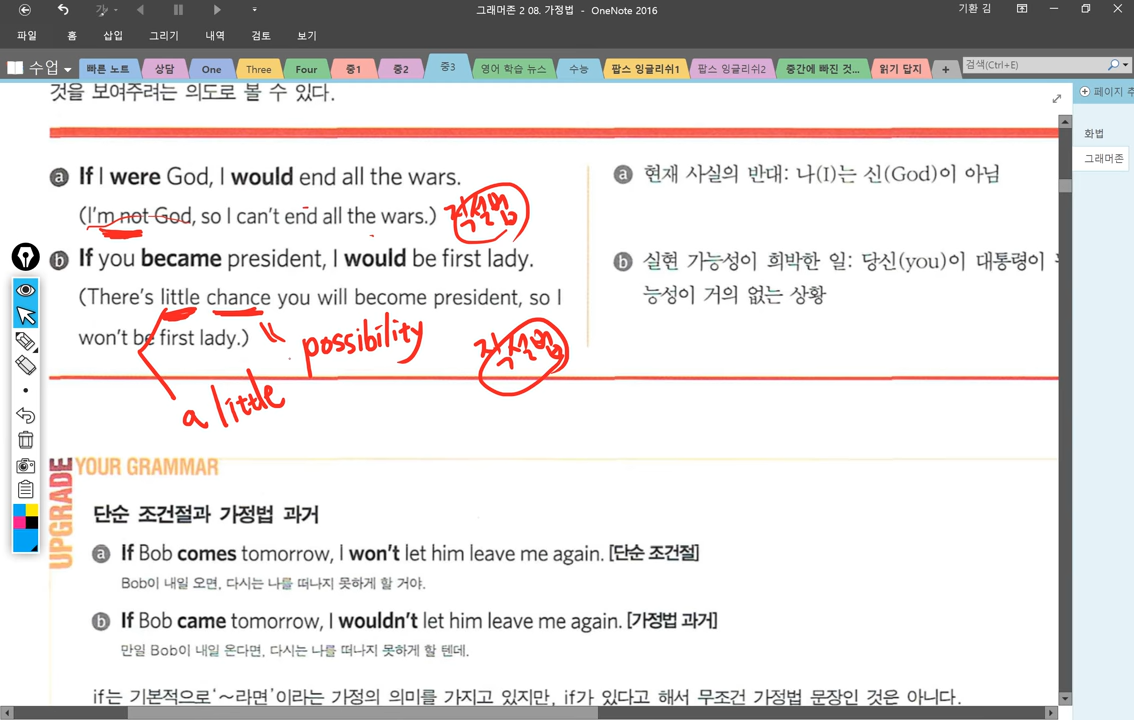 그래머존 2 08. 가정법 - OneNote 2016
기환 김
파일 홈 삽입 그리기 내역 검토 보기
수업 빠른 노트 상담 One Three Four 중1 중2 중3 영어 학습 뉴스 수능 팝스 잉글리쉬1 팝스 잉글리쉬2 중간에 빠진 것... 읽기 답지 + 검색(Ctrl+E)
페이지 추
화법
그래머존
것을 보여주려는 의도로 볼 수 있다.
a If I were God, I would end all the wars.
(I'm not God, so I can't end all the wars.) 직설법
b If you became president, I would be first lady.
(There's little chance you will become president, so I
won't be first lady.)
possibility
직설법
a little
a 현재 사실의 반대: 나(I)는 신(God)이 아님
b 실현 가능성이 희박한 일: 당신(you)이 대통령이
능성이 거의 없는 상황
UPGRADE YOUR GRAMMAR
단순 조건절과 가정법 과거
a If Bob comes tomorrow, I won't let him leave me again. [단순 조건절]
Bob이 내일 오면, 다시는 나를 떠나지 못하게 할 거야.
b If Bob came tomorrow, I wouldn't let him leave me again. [가정법 과거]
만일 Bob이 내일 온다면, 다시는 나를 떠나지 못하게 할 텐데.
if는 기본적으로 '~라면'이라는 가정의 의미를 가지고 있지만, if가 있다고 해서 무조건 가정법 문장인 것은 아니다.